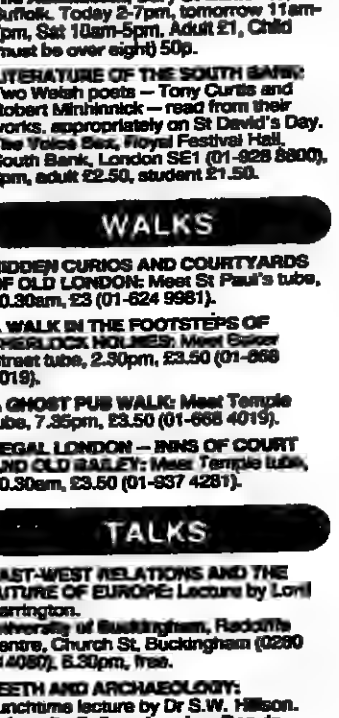 Suffolk. Today 2-7pm, tomorrow 11am-
7pm, Sat 10am-5pm. Adult £1, Child
(must be over eight) 50p.
LITERATURE OF THE SOUTH BANK:
Two Welsh poets — Tony Curtis and
Robert Minhinnick — read from their
works, appropriately on St David's Day.
The Voice Box, Royal Festival Hall,
South Bank, London SE1 (01-928 8800),
pm, adult £2.50, student £1.50.
WALKS
HIDDEN CURIOS AND COURTYARDS
OF OLD LONDON: Meet St Paul's tube,
10.30am, £3 (01-624 9981).
A WALK IN THE FOOTSTEPS OF
SHERLOCK HOLMES: Meet Baker
Street tube, 2.30pm, £3.50 (01-668
4019).
A GHOST PUB WALK: Meet Temple
tube, 7.35pm, £3.50 (01-668 4019).
LEGAL LONDON — INNS OF COURT
AND OLD BAILEY: Meet Temple tube,
10.30am, £3.50 (01-937 4281).
TALKS
EAST-WEST RELATIONS AND THE
FUTURE OF EUROPE: Lecture by Lord
Carrington.
University of Buckingham, Radcliffe
Centre, Church St, Buckingham (0280
814080), 6.30pm, free.
TEETH AND ARCHAEOLOGY:
Lunchtime lecture by Dr S.W. Hillson.